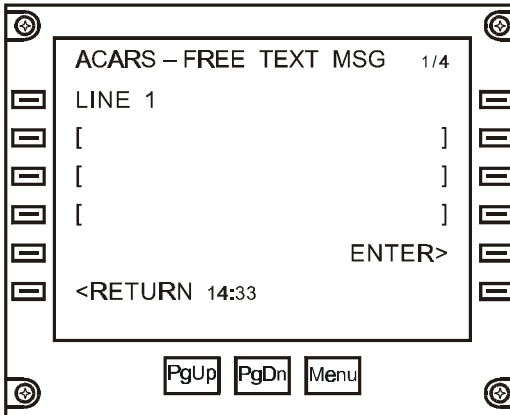 ACARS – FREE TEXT MSG 1/4
LINE 1
[ ]
[ ]
[ ]
ENTER>
<RETURN 14:33
PgUp PgDn Menu